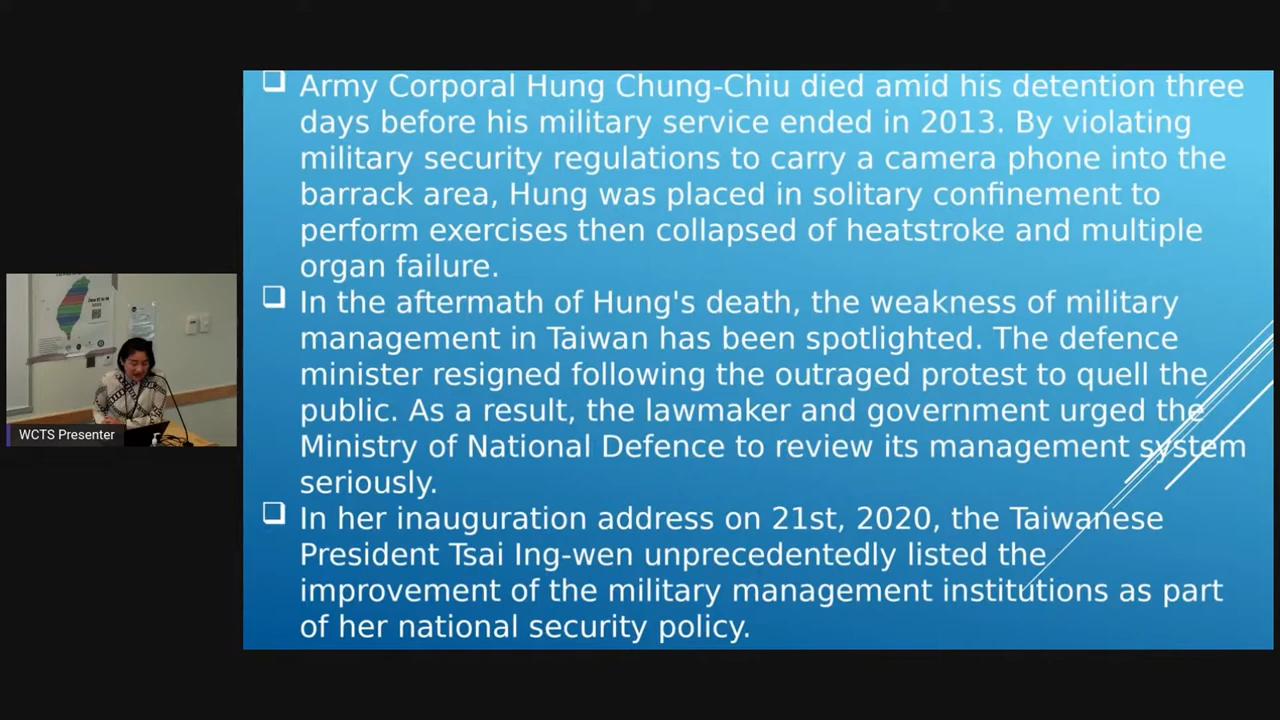 Army Corporal Hung Chung-Chiu died amid his detention three
days before his military service ended in 2013. By violating
military security regulations to carry a camera phone into the
barrack area, Hung was placed in solitary confinement to
perform exercises then collapsed of heatstroke and multiple
organ failure.
In the aftermath of Hung's death, the weakness of military
management in Taiwan has been spotlighted. The defence
minister resigned following the outraged protest to quell the
public. As a result, the lawmaker and government urged the
Ministry of National Defence to review its management system
seriously.
In her inauguration address on 21st, 2020, the Taiwanese
President Tsai Ing-wen unprecedentedly listed the
improvement of the military management institutions as part
of her national security policy.
WCTS Presenter